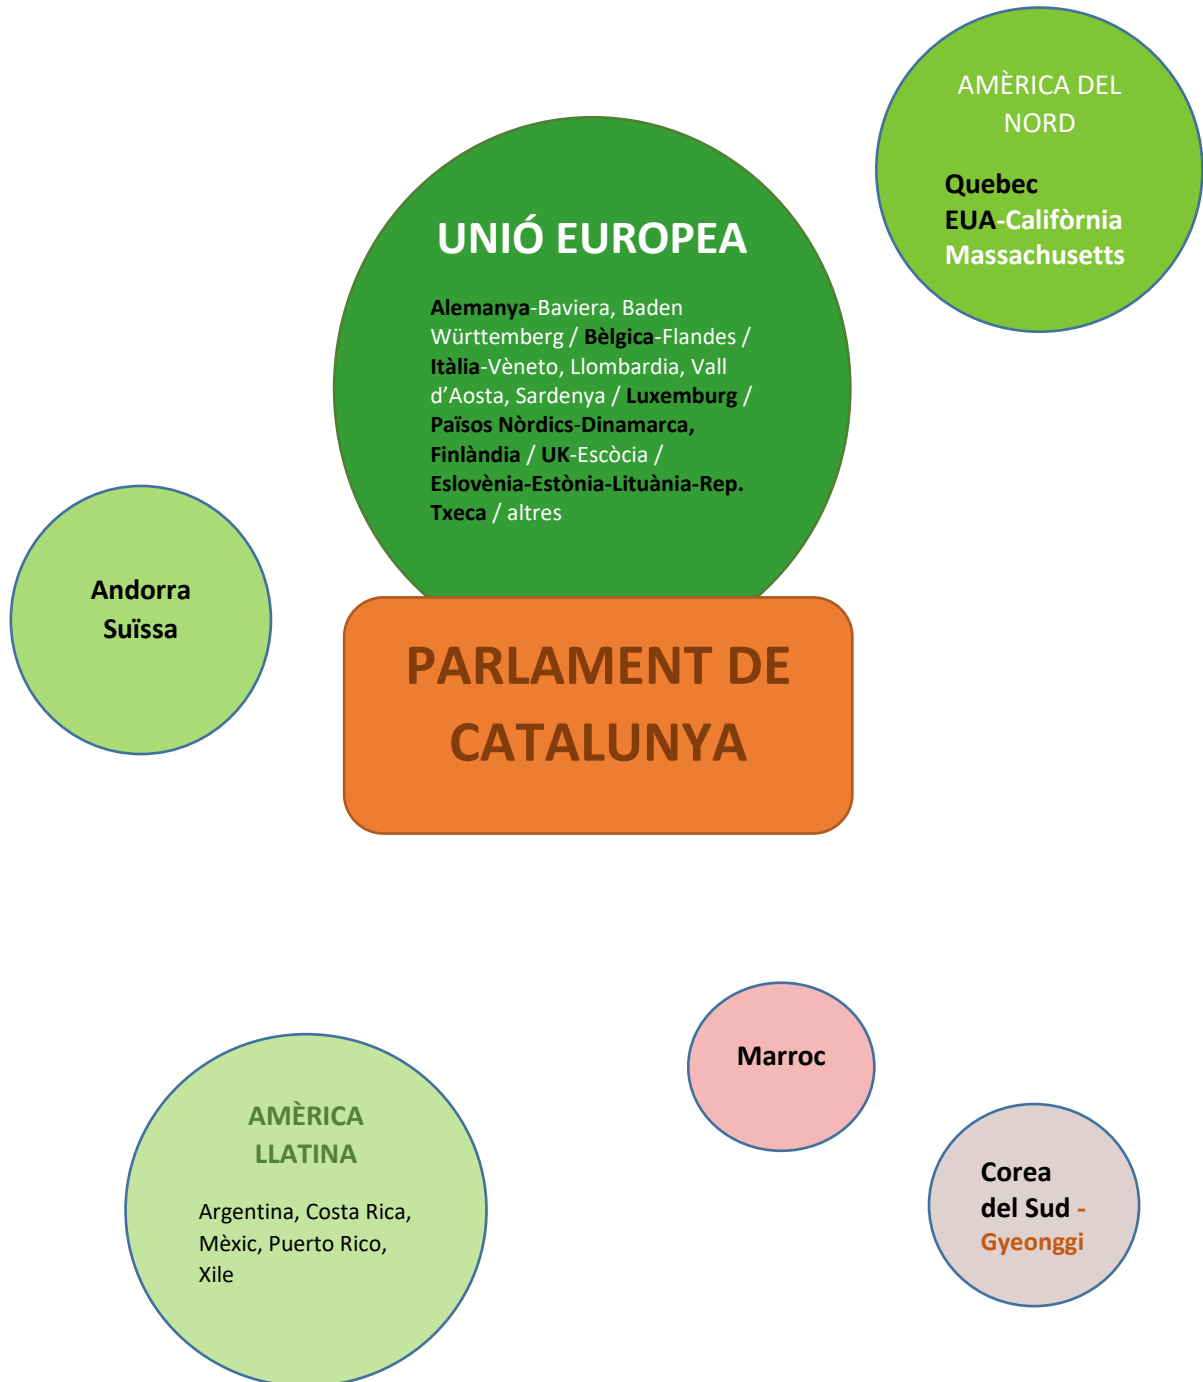 AMÈRICA DEL
NORD
Quebec
EUA-Califòrnia
Massachusetts
UNIÓ EUROPEA
Alemanya-Baviera, Baden
Württemberg / Bèlgica-Flandes /
Itàlia-Vèneto, Llombardia, Vall
d’Aosta, Sardenya / Luxemburg /
Països Nòrdics-Dinamarca,
Finlàndia / UK-Escòcia /
Eslovènia-Estònia-Lituània-Rep.
Txeca / altres
Andorra
Suïssa
PARLAMENT DE
CATALUNYA
Marroc
AMÈRICA
LLATINA
Argentina, Costa Rica,
Mèxic, Puerto Rico,
Xile
Corea
del Sud -
Gyeonggi